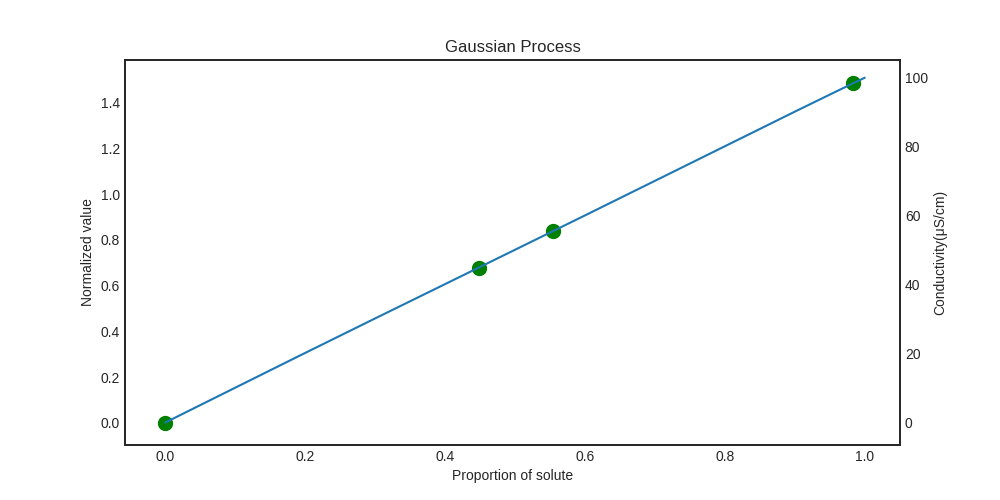 Gaussian Process
Normalized value
1.4
1.2
1.0
0.8
0.6
0.4
0.2
0.0
100
80
60
40
20
0
Conductivity(μS/cm)
0.0 0.2 0.4 0.6 0.8 1.0
Proportion of solute